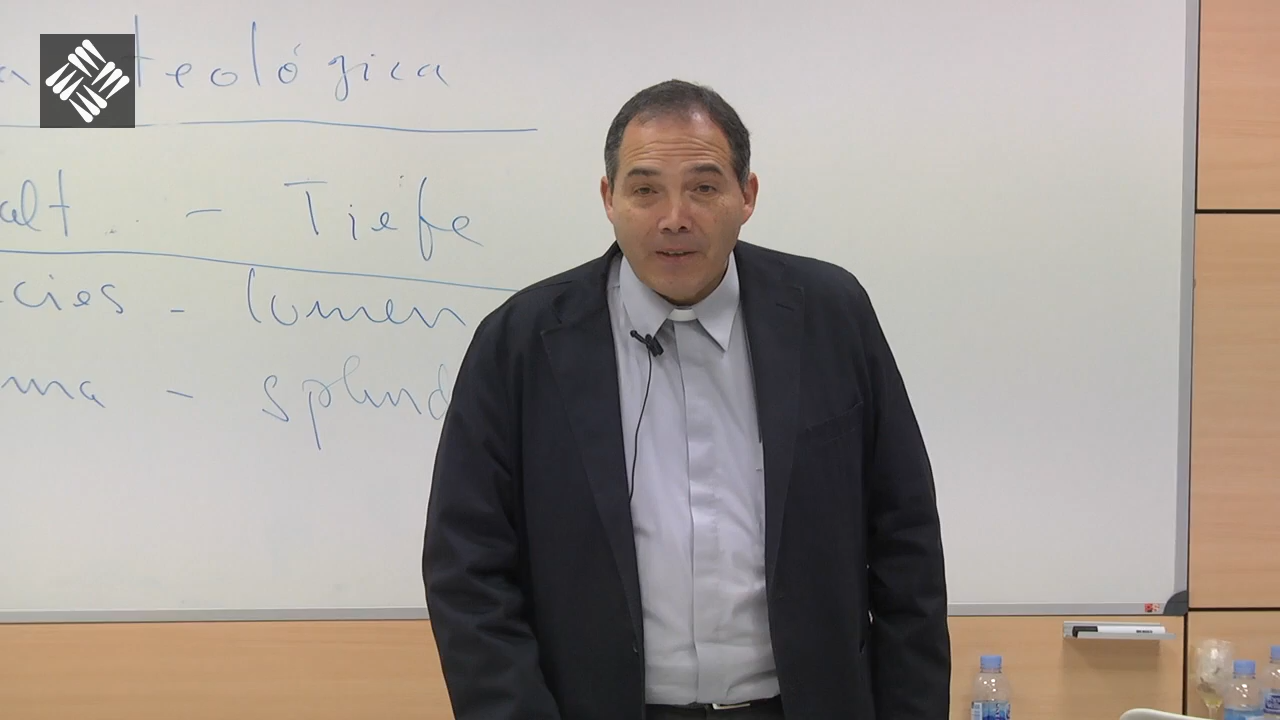 a teológica
alt. - Tiefe
cies - lumen
ma - splend